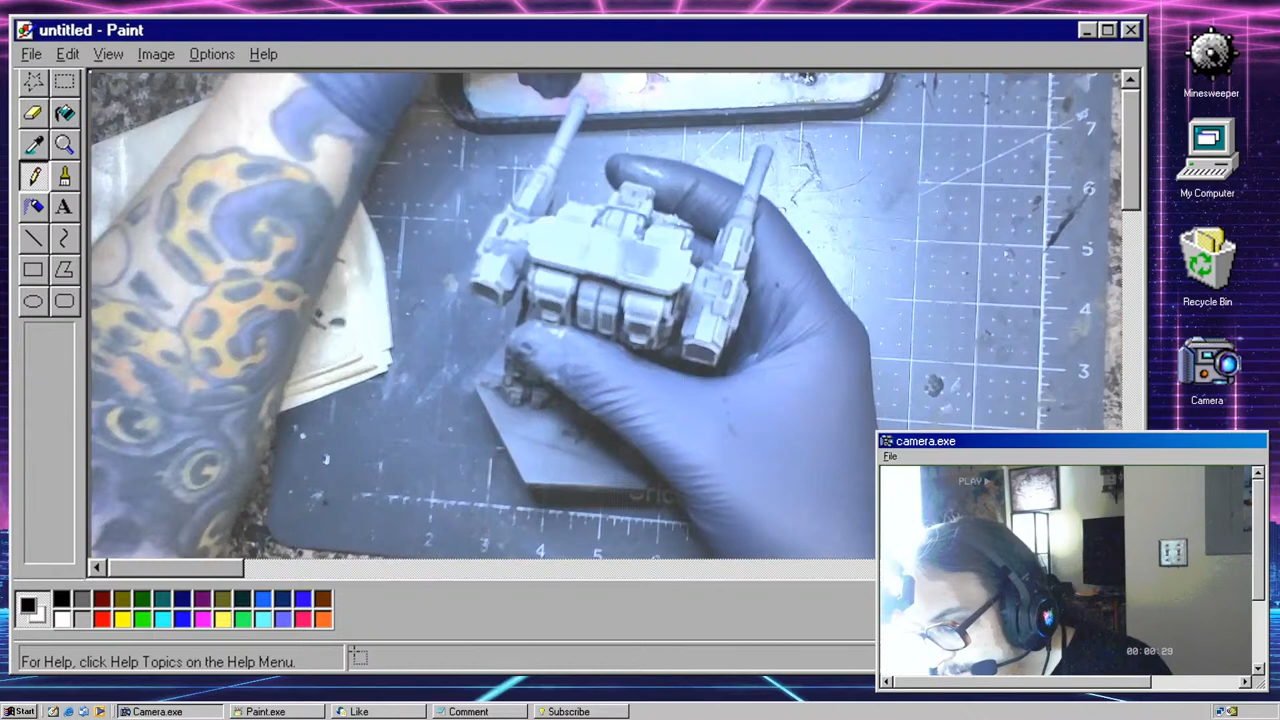 untitled - Paint
File Edit View Image Options Help
Minesweeper
My Computer
Recycle Bin
Camera
7
6
5
4
3
2 3 4 5
camera.exe
File
PLAY
00:00:29
For Help, click Help Topics on the Help Menu.
Start Camera.exe Paint.exe Like Comment Subscribe